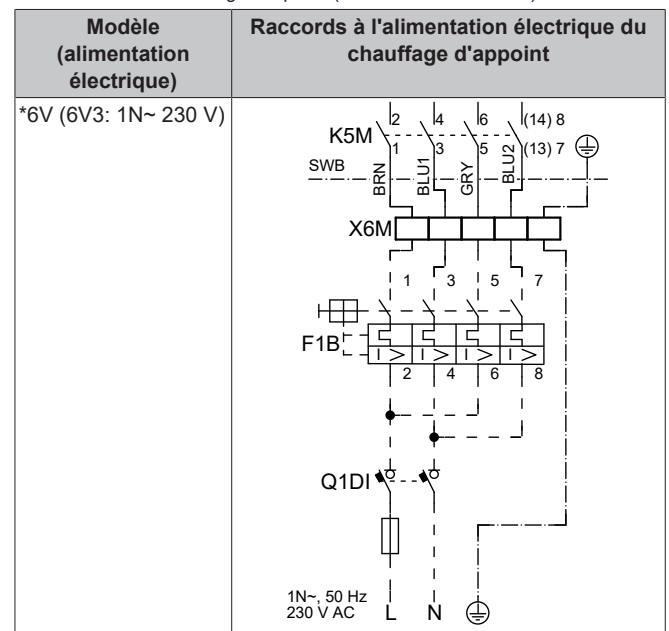 Modèle
(alimentation
électrique)
Raccords à l'alimentation électrique du
chauffage d'appoint
*6V (6V3: 1N~ 230 V)
2 4 6 (14) 8
K5M
1 3 5 (13) 7
SWB
BRN BLU1 GRY BLU2
X6M
1 3 5 7
F1B
I > I > I > I >
2 4 6 8
Q1DI
1N~, 50 Hz
230 V AC
L N